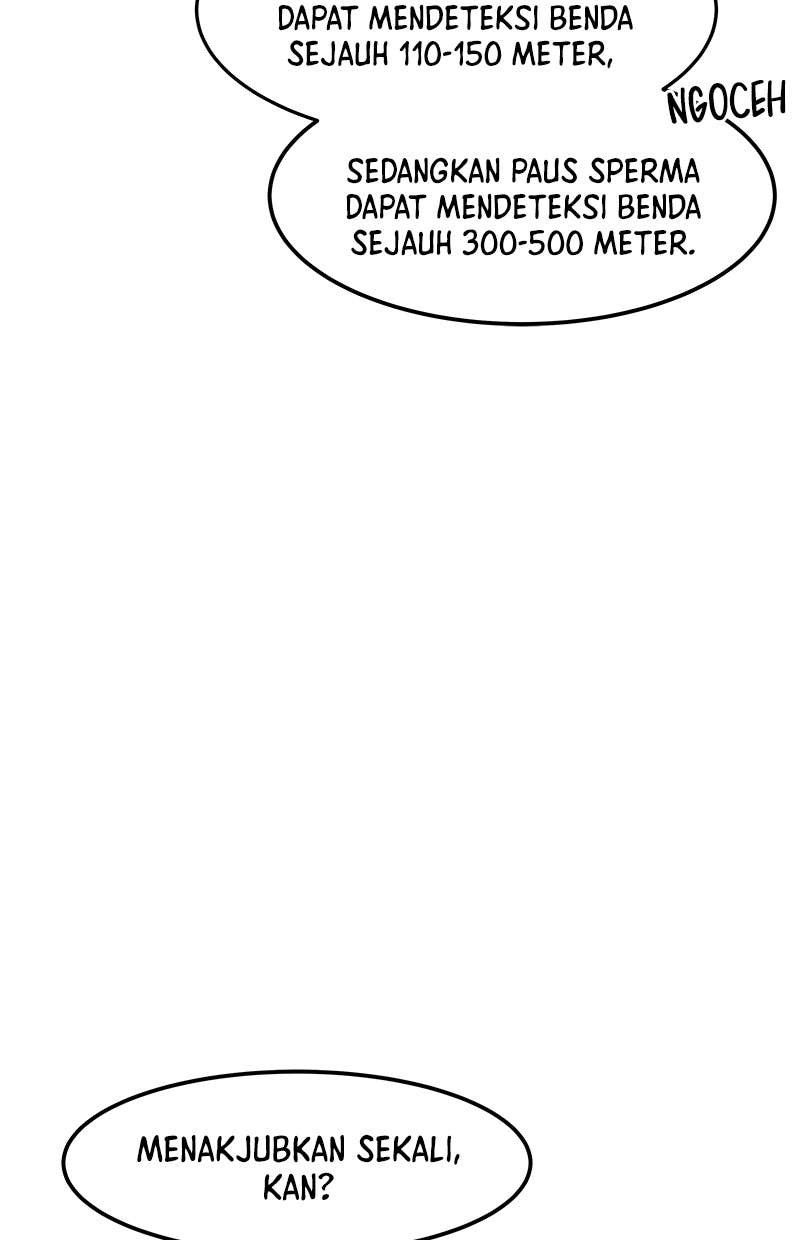 DAPAT MENDETEKSI BENDA
SEJAUH 110-150 METER,
NGOCEH
SEDANGKAN PAUS SPERMA
DAPAT MENDETEKSI BENDA
SEJAUH 300-500 METER.
MENAKJUBKAN SEKALI,
KAN?